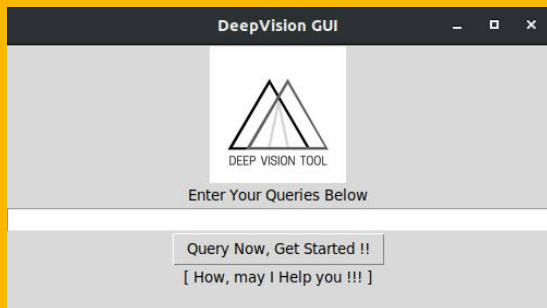 DeepVision GUI
DEEP VISION TOOL
Enter Your Queries Below
Query Now, Get Started !!
[ How, may I Help you !!! ]